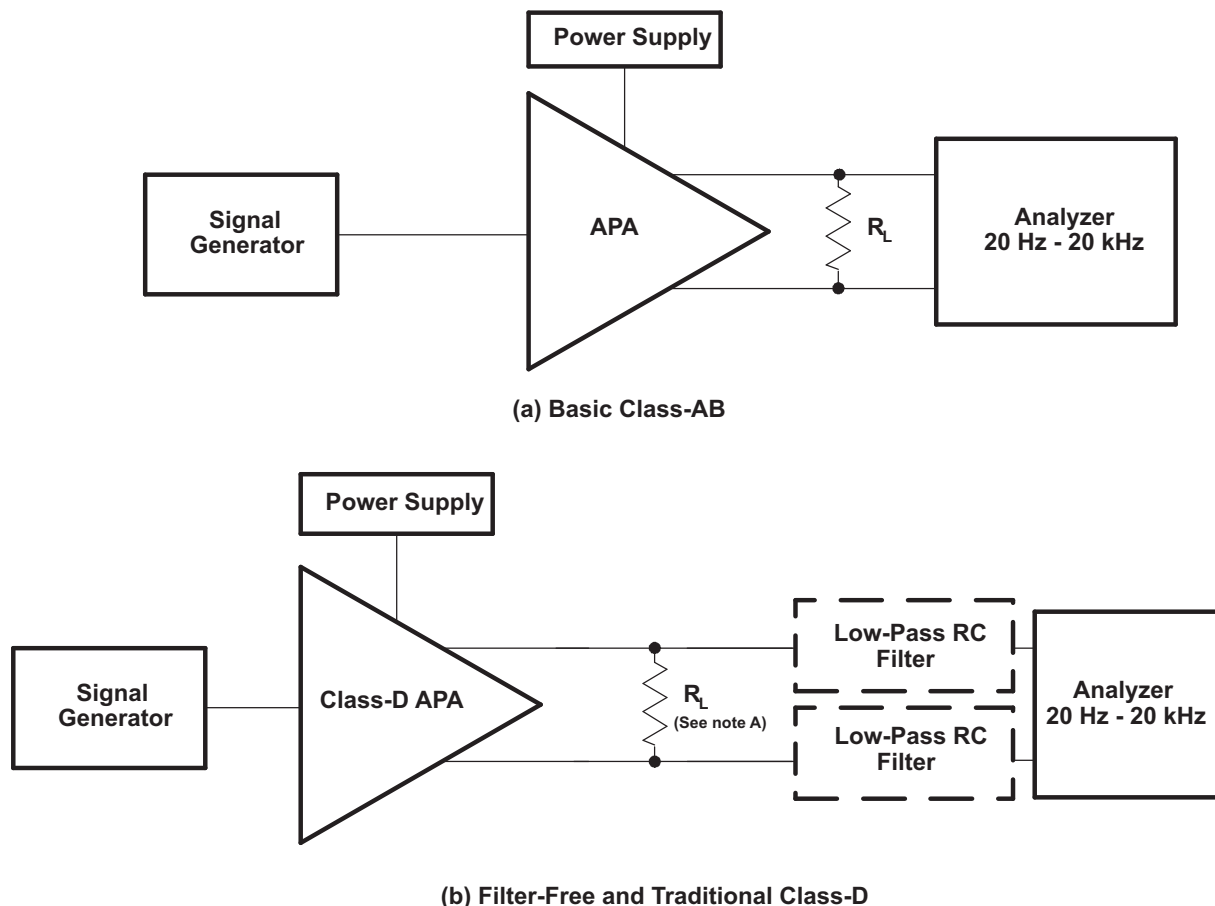 Power Supply
Signal
Generator
APA
RL
Analyzer
20 Hz - 20 kHz
(a) Basic Class-AB
Power Supply
Signal
Generator
Class-D APA
RL
(See note A)
Low-Pass RC
Filter
Low-Pass RC
Filter
Analyzer
20 Hz - 20 kHz
(b) Filter-Free and Traditional Class-D